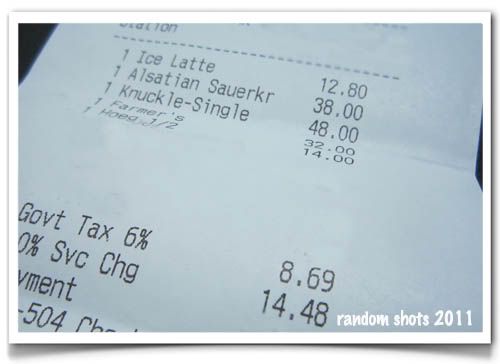 Station
1 Ice Latte 12.80
1 Alsatian Sauerkr 38.00
1 Knuckle-Single 48.00
1 Farmer's 32.00
1 Hoeg 1/2 14.00
Govt Tax 6% 8.69
0% Svc Chg 14.48
yment
-504
random shots 2011